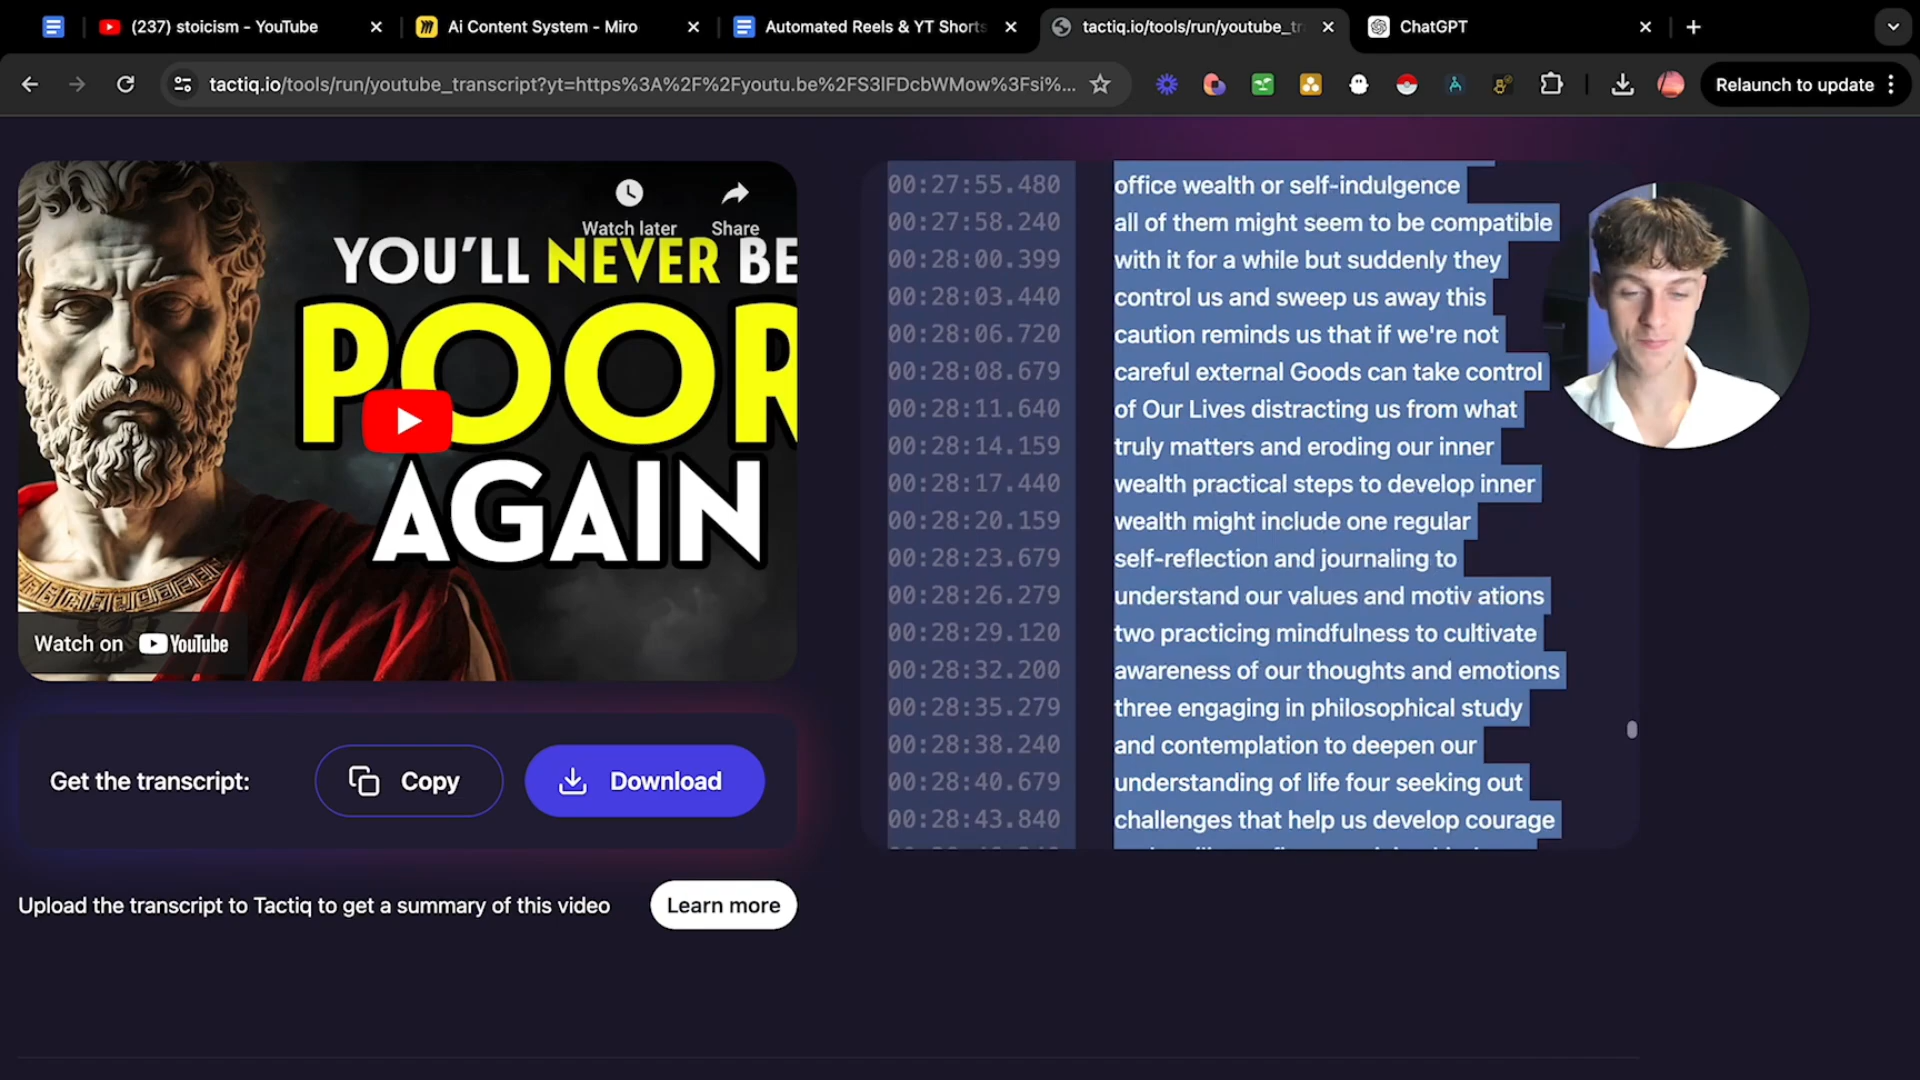 (237) stoicism - YouTube
Ai Content System - Miro
Automated Reels & YT Shorts
tactiq.io/tools/run/youtube_tr
ChatGPT
tactiq.io/tools/run/youtube_transcript?yt=https%3A%2F%2Fyoutu.be%2FS3lFDcbWMow%3Fsi%...
Relaunch to update
Watch later
Share
YOU'LL NEVER BE
POOR
AGAIN
Watch on YouTube
Get the transcript:
Copy
Download
Upload the transcript to Tactiq to get a summary of this video
Learn more
00:27:55.480 office wealth or self-indulgence
00:27:58.240 all of them might seem to be compatible
00:28:00.399 with it for a while but suddenly they
00:28:03.440 control us and sweep us away this
00:28:06.720 caution reminds us that if we're not
00:28:08.679 careful external Goods can take control
00:28:11.640 of Our Lives distracting us from what
00:28:14.159 truly matters and eroding our inner
00:28:17.440 wealth practical steps to develop inner
00:28:20.159 wealth might include one regular
00:28:23.679 self-reflection and journaling to
00:28:26.279 understand our values and motiv ations
00:28:29.120 two practicing mindfulness to cultivate
00:28:32.200 awareness of our thoughts and emotions
00:28:35.279 three engaging in philosophical study
00:28:38.240 and contemplation to deepen our
00:28:40.679 understanding of life four seeking out
00:28:43.840 challenges that help us develop courage